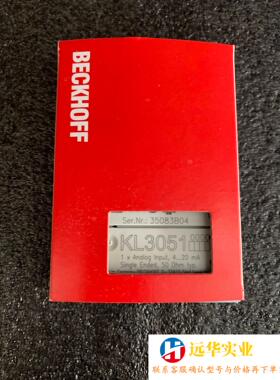 BECKHOFF
Ser.Nr.: 35083B04
KL3051
1 x Analog Input, 4...20 mA
Single Ended, 50 Ohm typ.
远华实业
联系客服确认型号与价格再下单